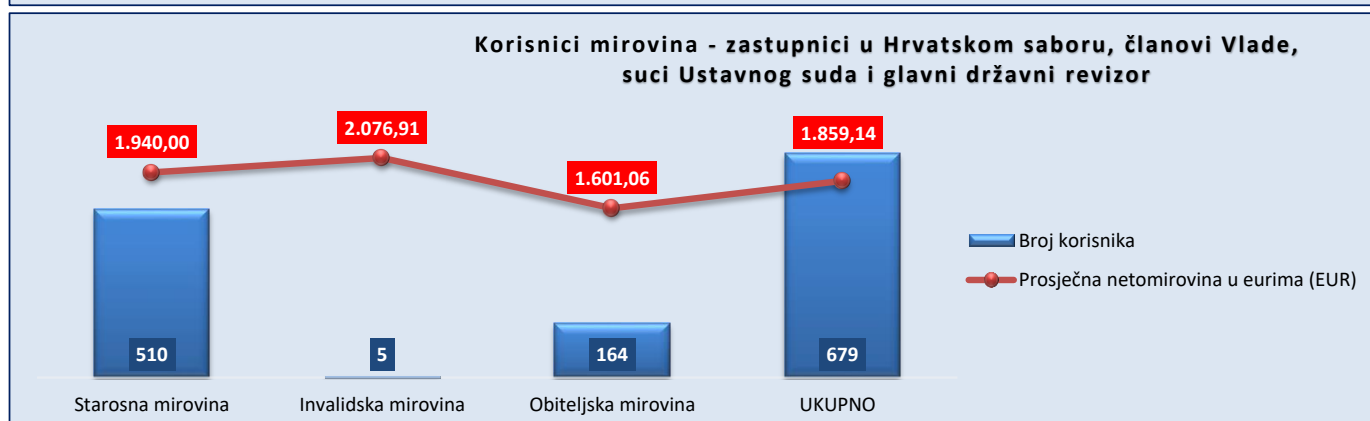 Korisnici mirovina - zastupnici u Hrvatskom saboru, članovi Vlade,
suci Ustavnog suda i glavni državni revizor
1.940,00
2.076,91
1.601,06
1.859,14
510
5
164
679
Starosna mirovina
Invalidska mirovina
Obiteljska mirovina
UKUPNO
Broj korisnika
Prosječna netomirovina u eurima (EUR)